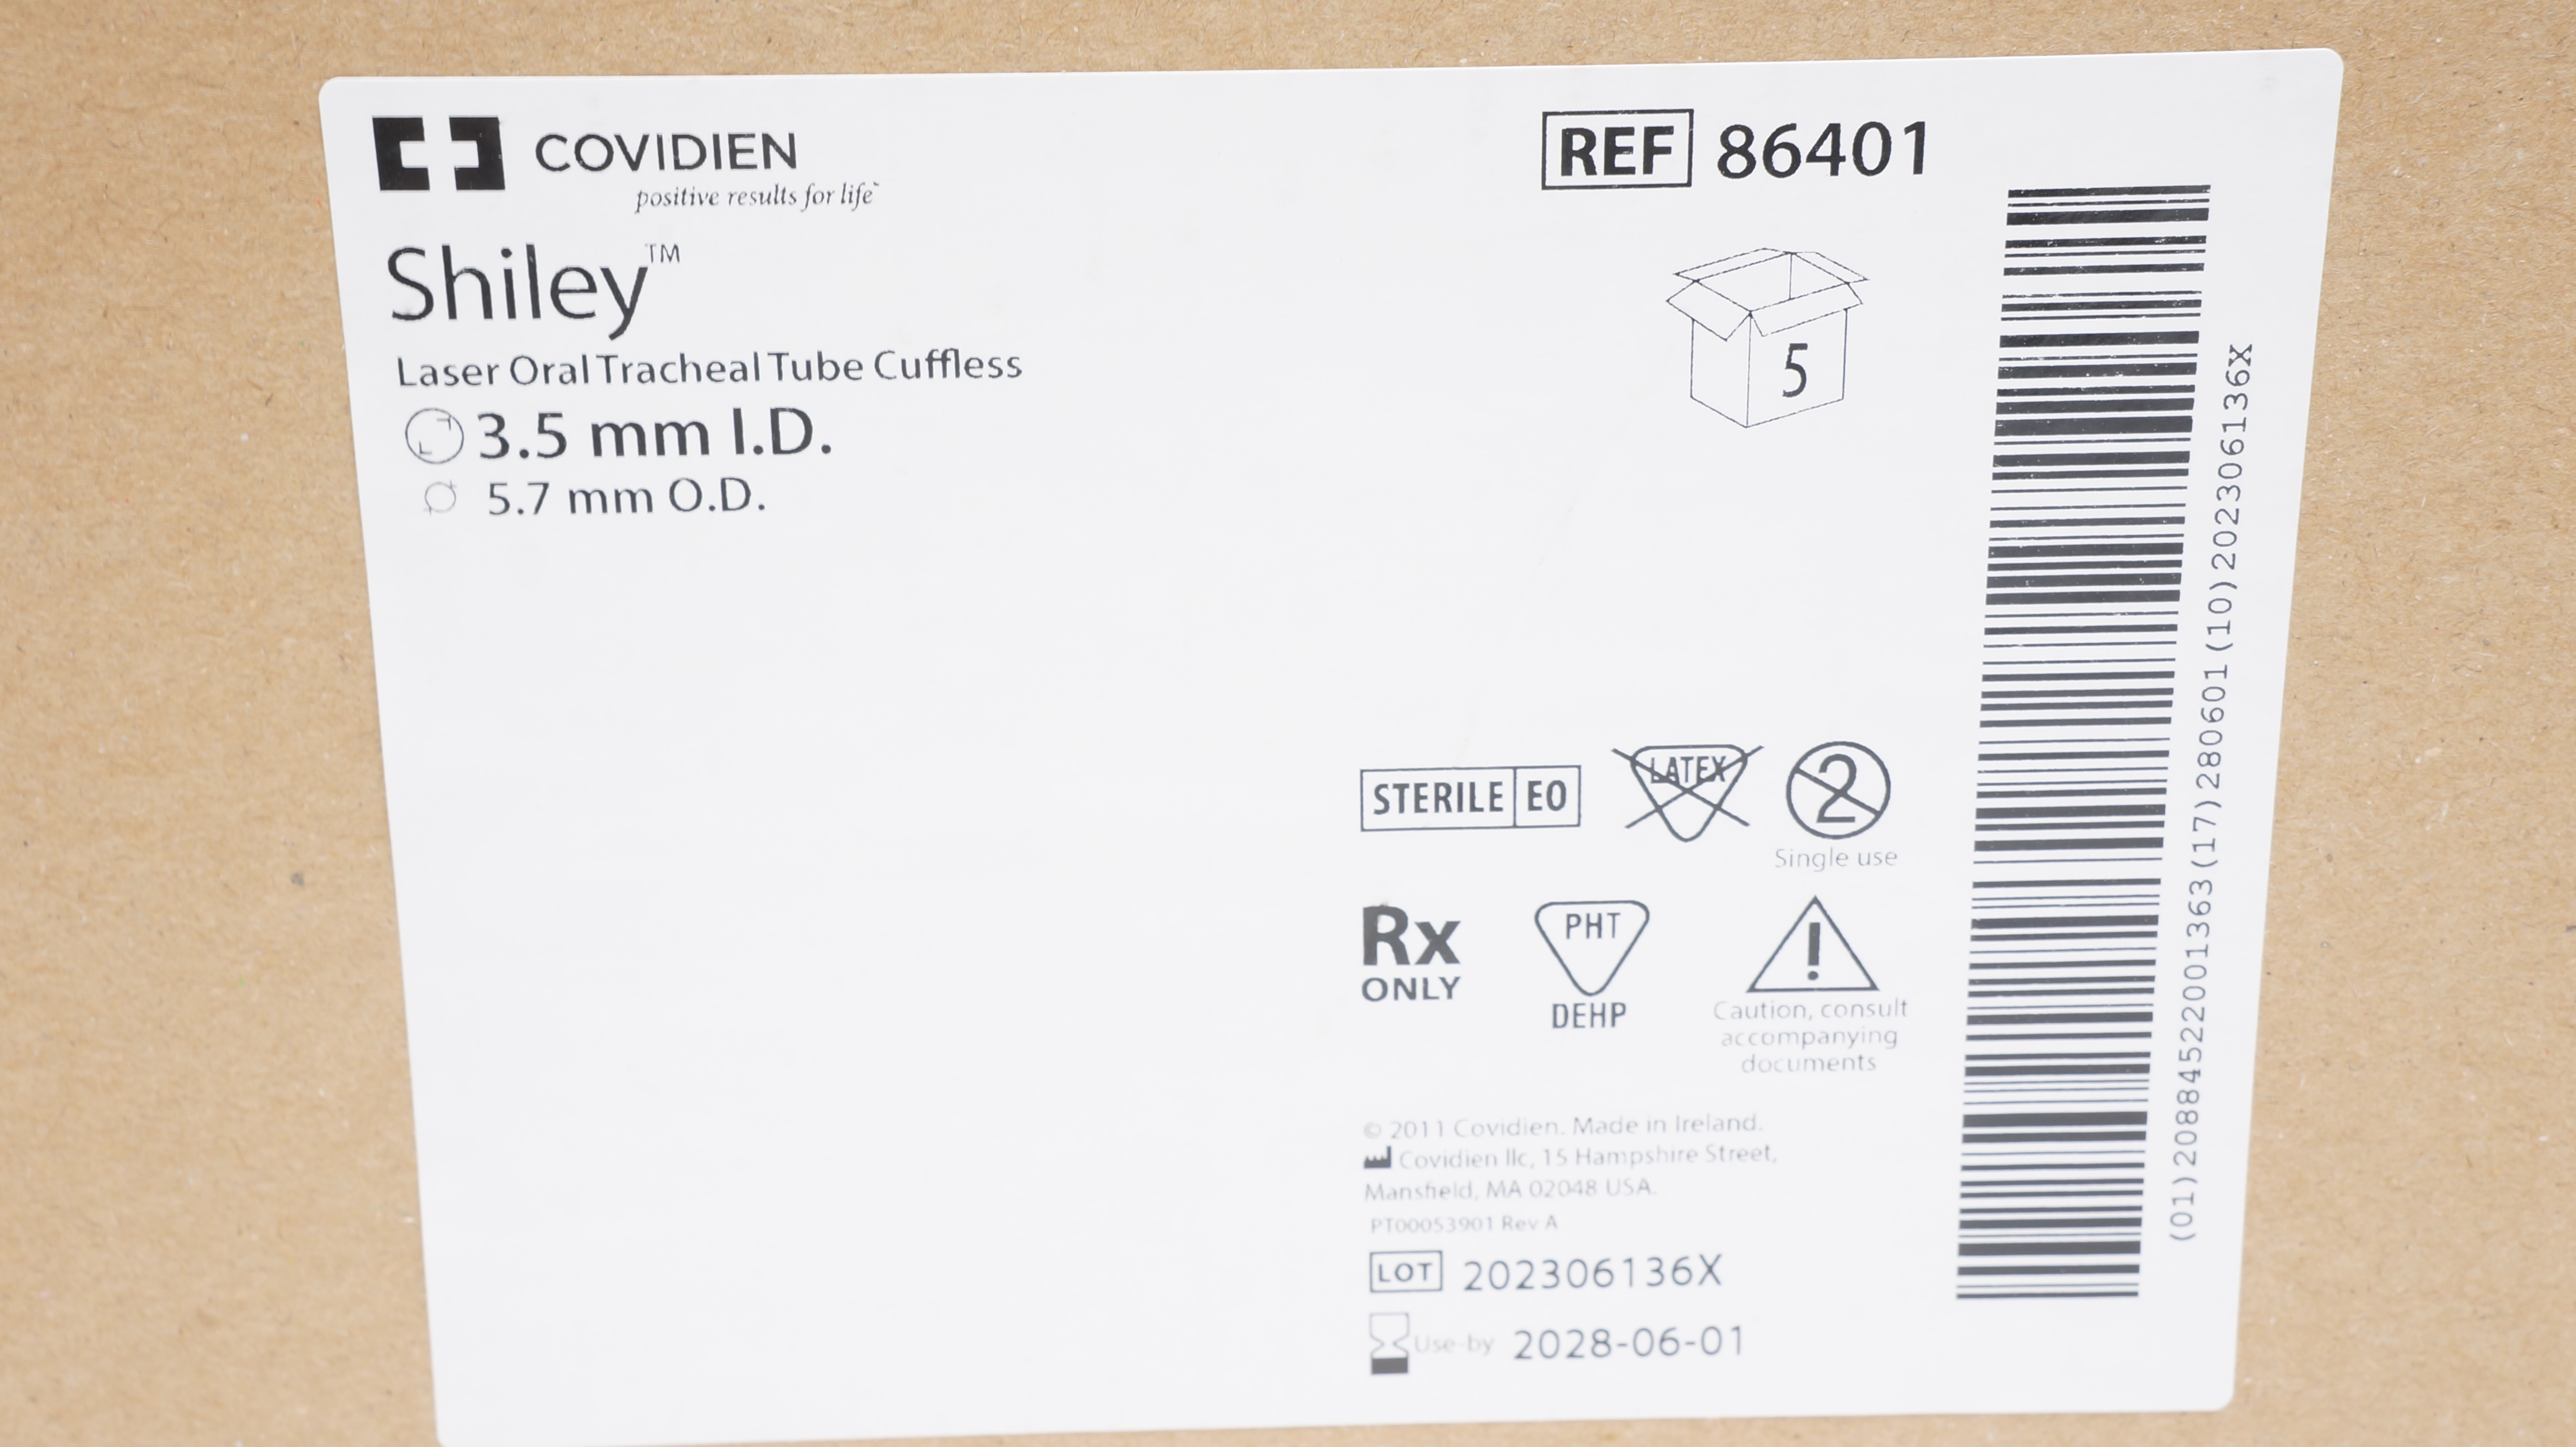 COVIDIEN
positive results for life™
Shiley™
Laser Oral Tracheal Tube Cuffless
3.5 mm I.D.
5.7 mm O.D.
REF 86401
5
STERILE EO
LATEX
2
Single use
Rx
ONLY
PHT
DEHP
!
Caution, consult
accompanying
documents
© 2011 Covidien. Made in Ireland.
Covidien llc, 15 Hampshire Street,
Mansfield, MA 02048 USA.
PT00053901 Rev A
LOT 202306136X
Use-by 2028-06-01
(01)20884522001363(17)280601(10)202306136X